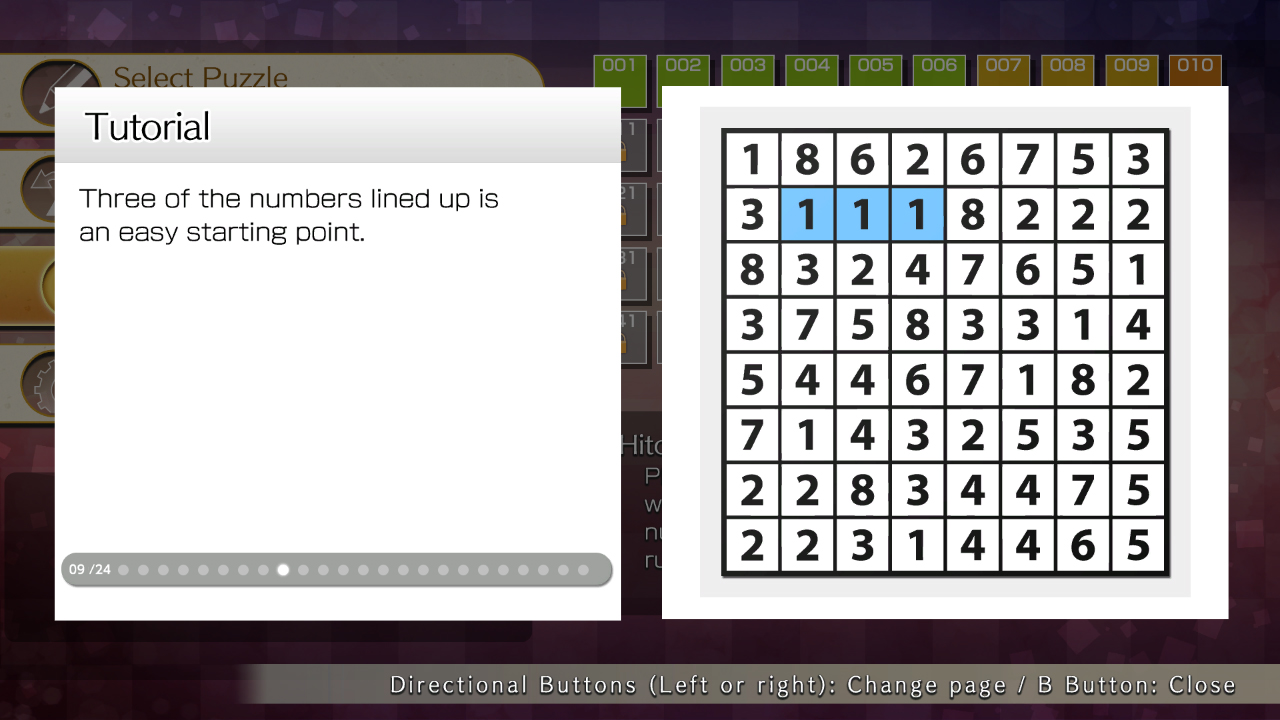 Select Puzzle
001 002 003 004 005 006 007 008 009 010
Tutorial
Three of the numbers lined up is
an easy starting point.
1 8 6 2 6 7 5 3
3 1 1 1 8 2 2 2
8 3 2 4 7 6 5 1
3 7 5 8 3 3 1 4
5 4 4 6 7 1 8 2
7 1 4 3 2 5 3 5
2 2 8 3 4 4 7 5
2 2 3 1 4 4 6 5
09 /24
Directional Buttons (Left or right): Change page / B Button: Close